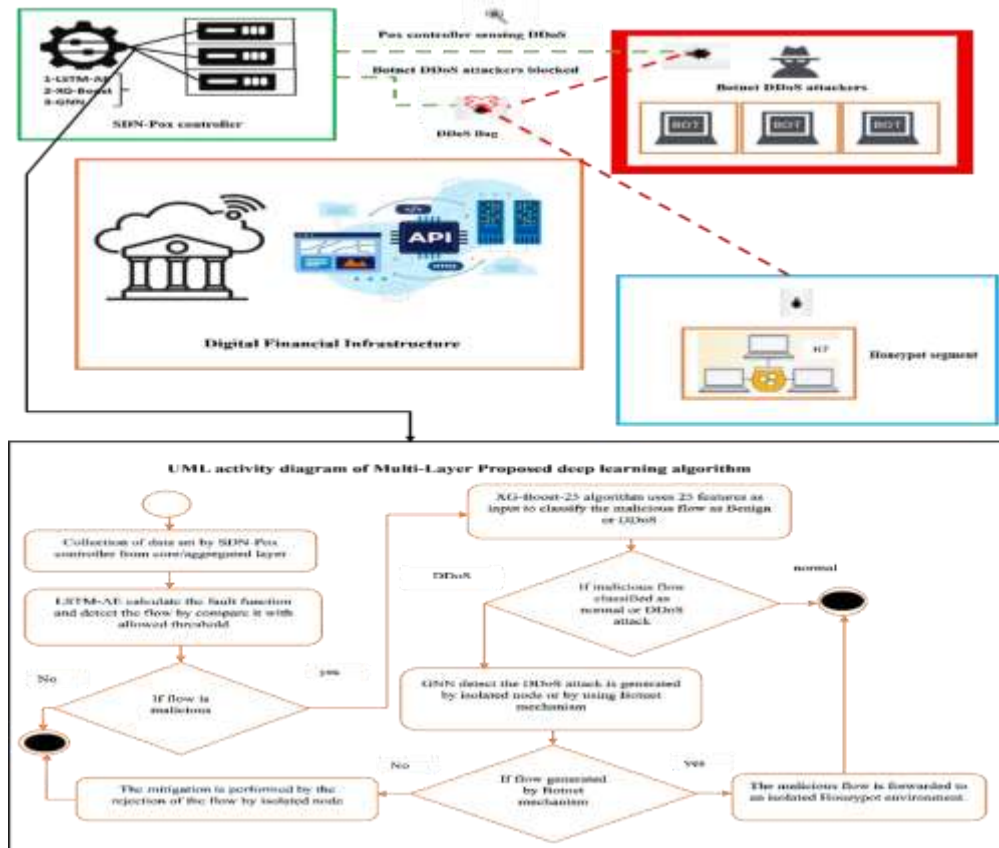 Pox controller sensing DDoS
Botnet DDoS attackers blocked
1-LSTM-AE
2-XG-Boost
3-GNN
SDN-Pox controller
DDoS Bag
Botnet DDoS attackers
BOT
BOT
BOT
API
Digital Financial Infrastructure
Honeypot segment
UML activity diagram of Multi-Layer Proposed deep learning algorithm
Collection of data set by SDN-Pox
controller from core/aggregated layer
LSTM-AE calculate the fault function
and detect the flow by compare it with
allowed threshold
No
yes
If flow is
malicious
XG-Boost-25 algorithm uses 25 features as
input to classify the malicious flow as Benign
or DDoS
DDoS
normal
If malicious flow
classified as
normal or DDoS
attack
GNN detect the DDoS attack is generated
by isolated node or by using Botnet
mechanism
No
yes
If flow generated
by Botnet
mechanism
The mitigation is performed by the
rejection of the flow by isolated node
The malicious flow is forwarded to
an isolated Honeypot environment.